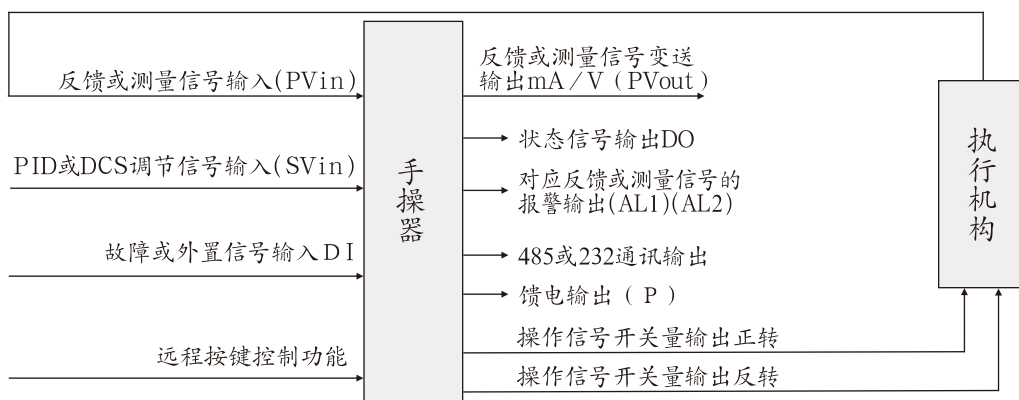 反馈或测量信号输入(PVin)
PID或DCS调节信号输入(SVin)
故障或外置信号输入DI
远程按键控制功能
手操器
反馈或测量信号变送
输出mA/V(PVout)
状态信号输出DO
对应反馈或测量信号的
报警输出(AL1)(AL2)
485或232通讯输出
馈电输出(P)
操作信号开关量输出正转
操作信号开关量输出反转
执行机构